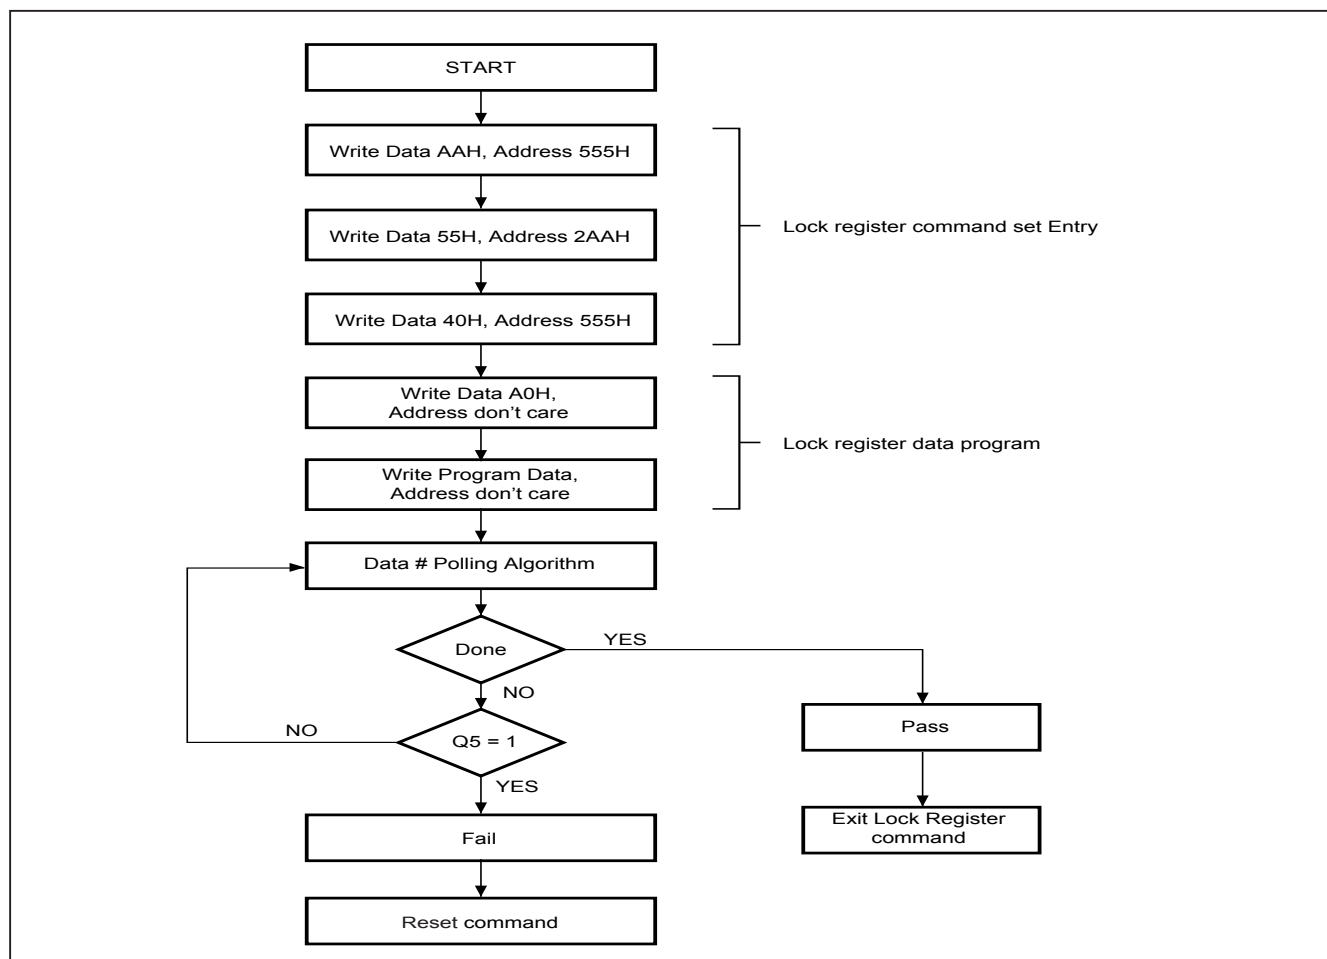 START
Write Data AAH, Address 555H
Write Data 55H, Address 2AAH
Lock register command set Entry
Write Data 40H, Address 555H
Write Data A0H,
Address don't care
Lock register data program
Write Program Data,
Address don't care
Data # Polling Algorithm
Done
YES
NO
Q5 = 1
NO
YES
Pass
Exit Lock Register
command
Fail
Reset command